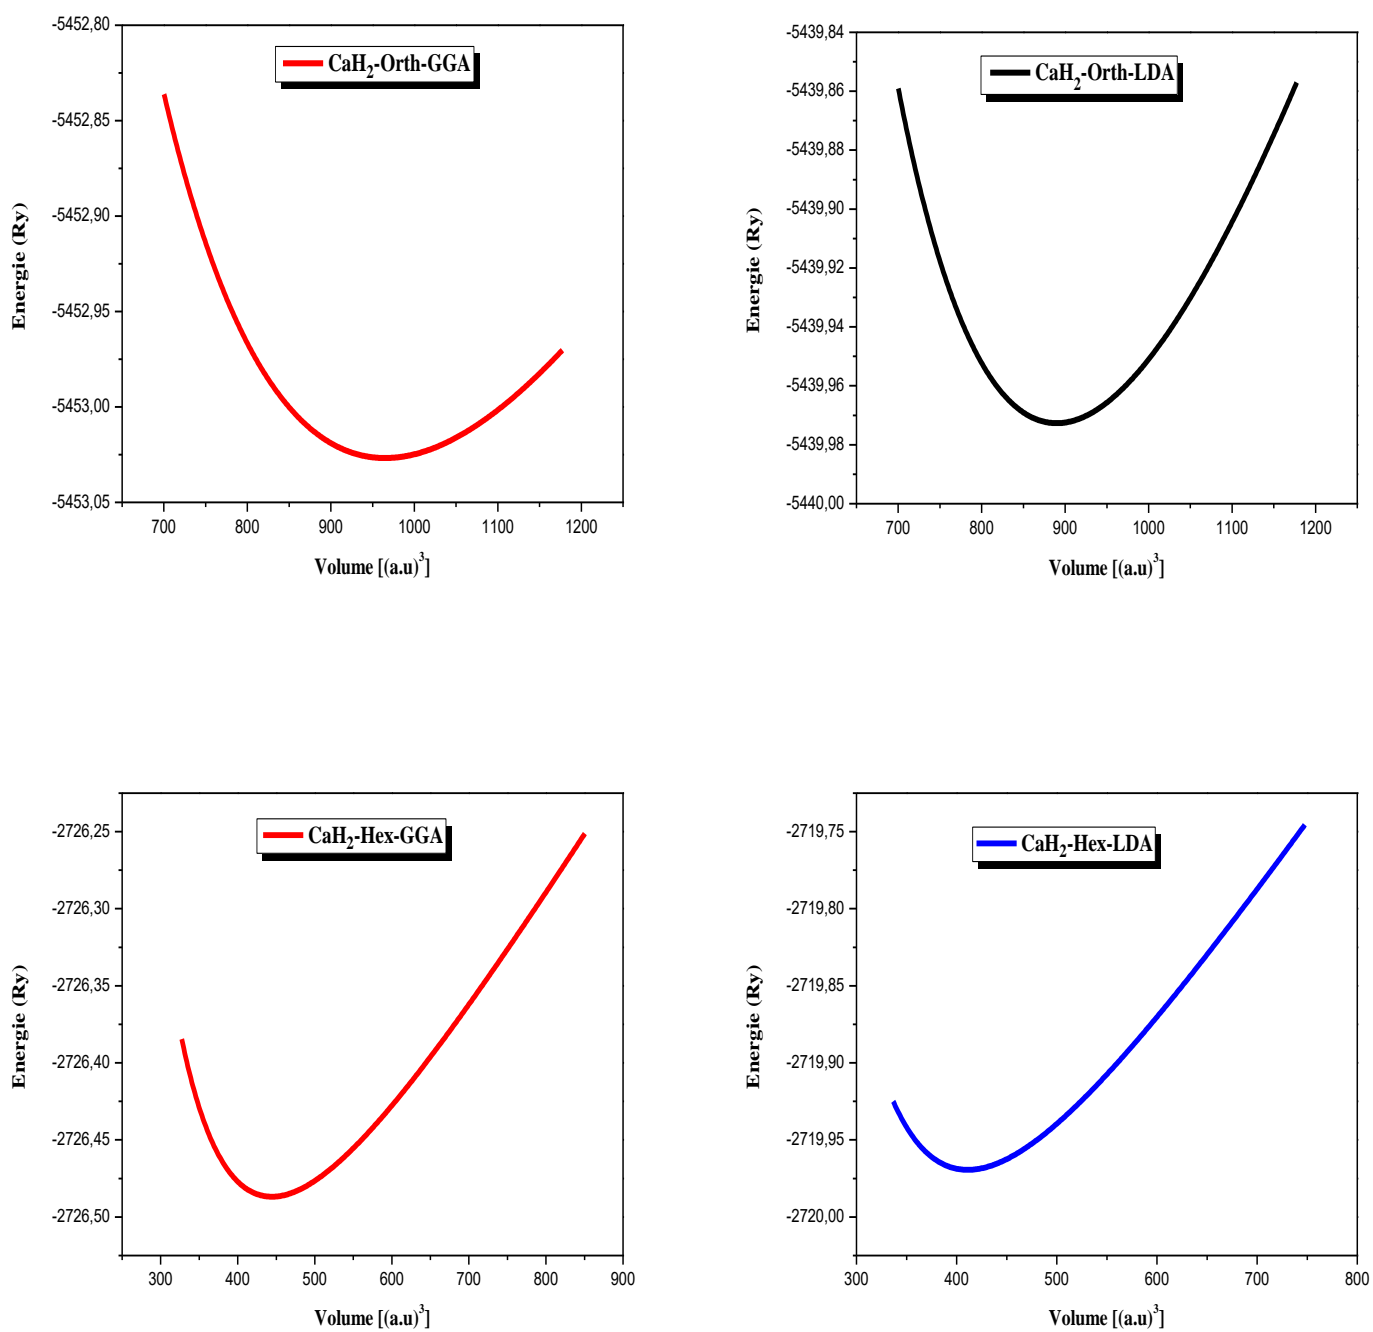 CaH2-Orth-GGA
-5452,80
-5452,85
-5452,90
-5452,95
-5453,00
-5453,05
Energie (Ry)
700 800 900 1000 1100 1200
Volume [(a.u)3]
CaH2-Orth-LDA
-5439,84
-5439,86
-5439,88
-5439,90
-5439,92
-5439,94
-5439,96
-5439,98
-5440,00
Energie (Ry)
700 800 900 1000 1100 1200
Volume [(a.u)3]
CaH2-Hex-GGA
-2726,25
-2726,30
-2726,35
-2726,40
-2726,45
-2726,50
Energie (Ry)
300 400 500 600 700 800 900
Volume [(a.u)3]
CaH2-Hex-LDA
-2719,75
-2719,80
-2719,85
-2719,90
-2719,95
-2720,00
Energie (Ry)
300 400 500 600 700 800
Volume [(a.u)3]